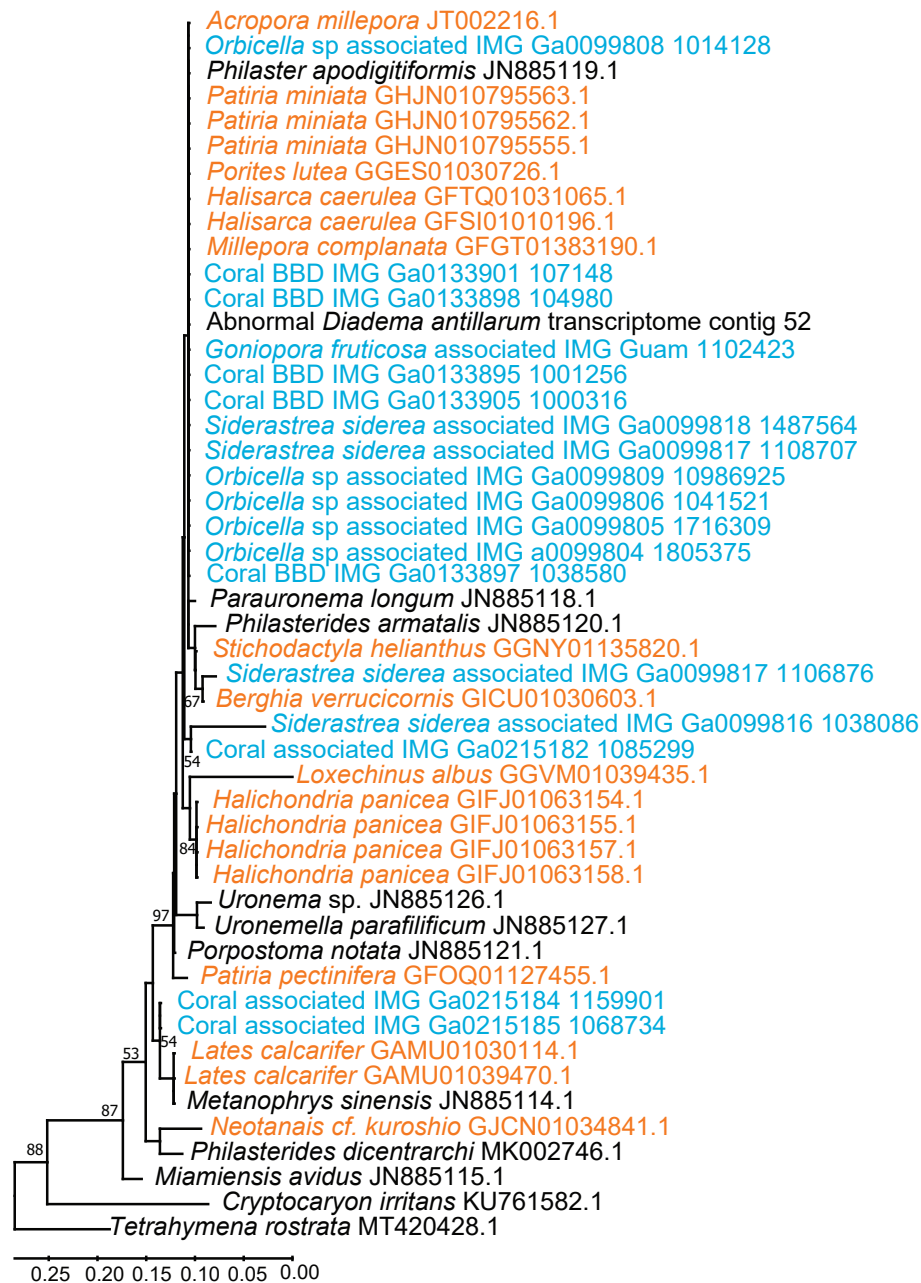 Acropora millepora JT002216.1
Orbicella sp associated IMG Ga0099808 1014128
Philaster apodigitiformis JN885119.1
Patiria miniata GHJN010795563.1
Patiria miniata GHJN010795562.1
Patiria miniata GHJN010795555.1
Porites lutea GGES01030726.1
Halisarca caerulea GFTQ01031065.1
Halisarca caerulea GFSI01010196.1
Millepora complanata GFGT01383190.1
Coral BBD IMG Ga0133901 107148
Coral BBD IMG Ga0133898 104980
Abnormal Diadema antillarum transcriptome contig 52
Goniopora fruticosa associated IMG Guam 1102423
Coral BBD IMG Ga0133895 1001256
Coral BBD IMG Ga0133905 1000316
Siderastrea siderea associated IMG Ga0099818 1487564
Siderastrea siderea associated IMG Ga0099817 1108707
Orbicella sp associated IMG Ga0099809 10986925
Orbicella sp associated IMG Ga0099806 1041521
Orbicella sp associated IMG Ga0099805 1716309
Orbicella sp associated IMG a0099804 1805375
Coral BBD IMG Ga0133897 1038580
Parauronema longum JN885118.1
Philasterides armatalis JN885120.1
Stichodactyla helianthus GGNY01135820.1
Siderastrea siderea associated IMG Ga0099817 1106876
67 Berghia verrucicornis GICU01030603.1
Siderastrea siderea associated IMG Ga0099816 1038086
Coral associated IMG Ga0215182 1085299
54
Loxechinus albus GGVM01039435.1
Halichondria panicea GIFJ01063154.1
Halichondria panicea GIFJ01063155.1
84 Halichondria panicea GIFJ01063157.1
Halichondria panicea GIFJ01063158.1
Uronema sp. JN885126.1
97 Uronemella parafilificum JN885127.1
Porpostoma notata JN885121.1
Patiria pectinifera GFOQ01127455.1
Coral associated IMG Ga0215184 1159901
Coral associated IMG Ga0215185 1068734
54
Lates calcarifer GAMU01030114.1
53
Lates calcarifer GAMU01039470.1
Metanophrys sinensis JN885114.1
87
Neotanais cf. kuroshio GJCN01034841.1
88 Philasterides dicentrarchi MK002746.1
Miamiensis avidus JN885115.1
Cryptocaryon irritans KU761582.1
Tetrahymena rostrata MT420428.1
0.25 0.20 0.15 0.10 0.05 0.00